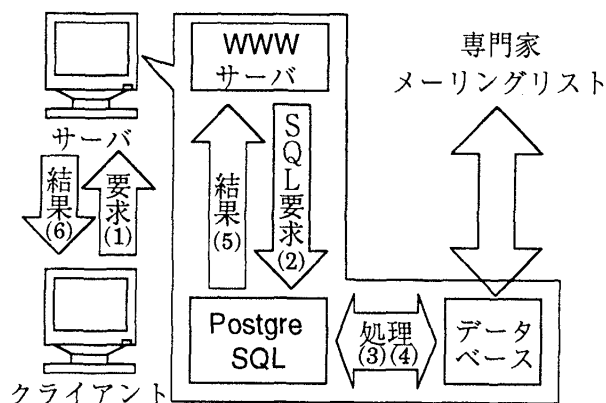 WWW
サーバ
専門家
メーリングリスト
サーバ
結果
(6)
要求
(1)
結果
(5)
SQL要求
(2)
Postgre
SQL
処理
(3)(4)
データ
ベース
クライアント